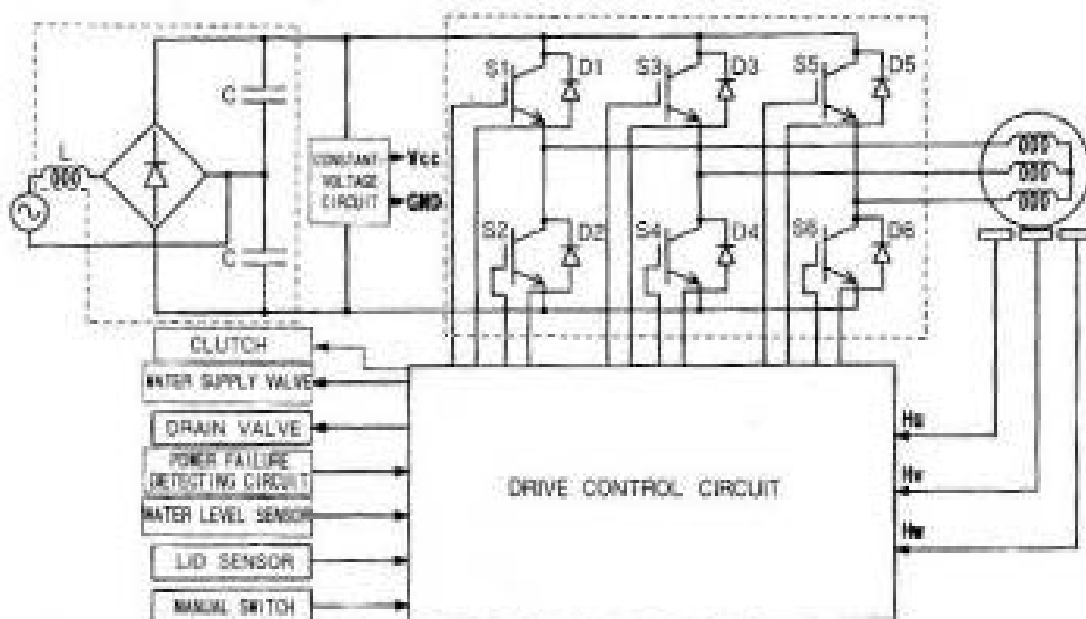 S1
D1
S3
D3
S5
D5
C
L
CONSTANT
VOLTAGE
CIRCUIT
Vcc
GND
S2
D2
S4
D4
S6
D6
C
CLUTCH
WATER SUPPLY VALVE
DRAIN VALVE
POWER FAILURE
DETECTING CIRCUIT
WATER LEVEL SENSOR
LID SENSOR
MANUAL SWITCH
DRIVE CONTROL CIRCUIT
Hu
Hv
Hw